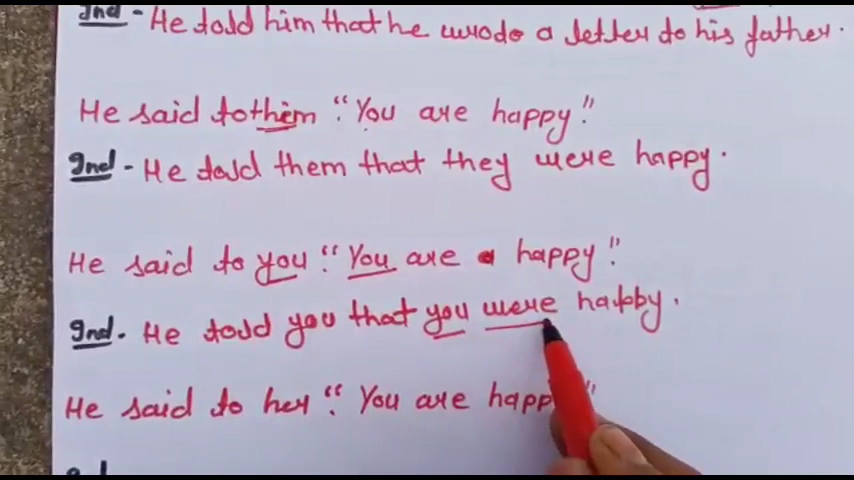 Ind - He told him that he wrote a letter to his father.
He said to them "You are happy"
Ind - He told them that they were happy.
He said to you "You are happy"
Ind. He told you that you were happy.
He said to her "You are happy"